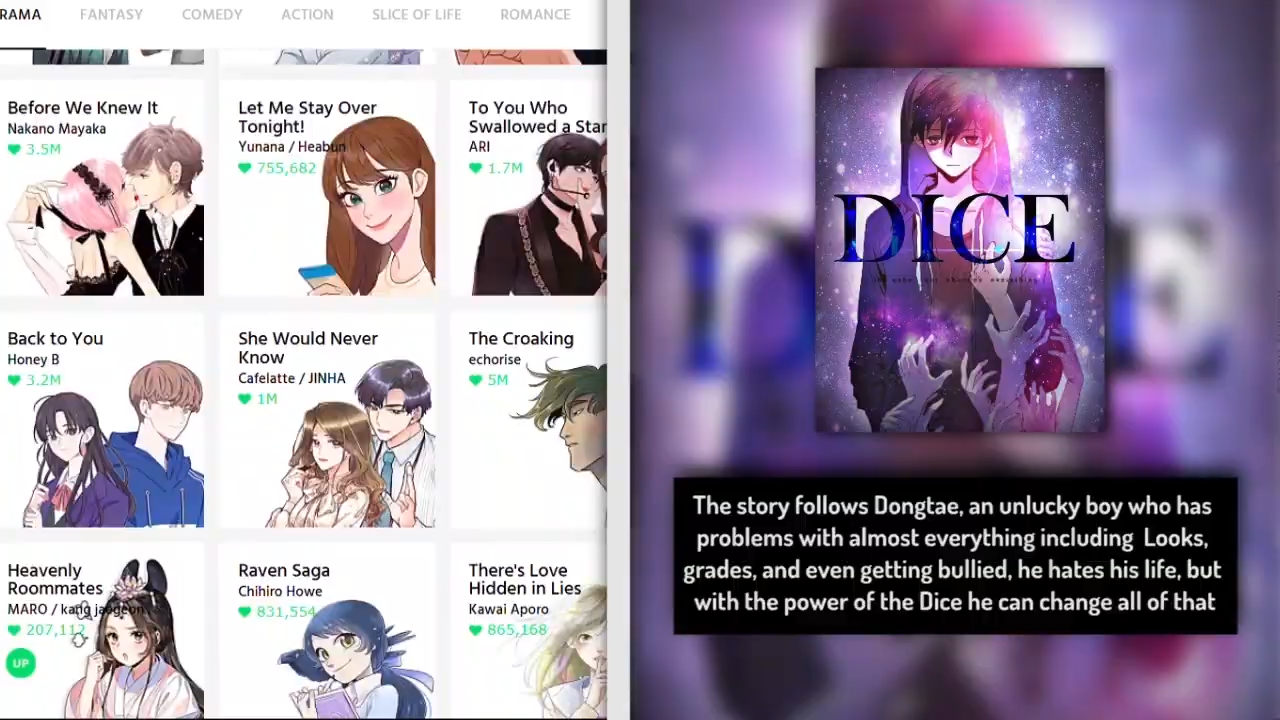 RAMA
FANTASY
COMEDY
ACTION
SLICE OF LIFE
ROMANCE
Before We Knew It
Nakano Mayaka
3.5M
Let Me Stay Over
Tonight!
Yunana / Heabun
755,682
To You Who
Swallowed a Star
ARI
1.7M
Back to You
Honey B
3.2M
She Would Never
Know
Cafelatte / JINHA
1M
The Croaking
echorise
5M
Heavenly
Roommates
MARO / kang jaegeon
207,112
UP
Raven Saga
Chihiro Howe
831,554
There's Love
Hidden in Lies
Kawai Aporo
865,168
DICE
The story follows Dongtae, an unlucky boy who has
problems with almost everything including Looks,
grades, and even getting bullied, he hates his life, but
with the power of the Dice he can change all of that